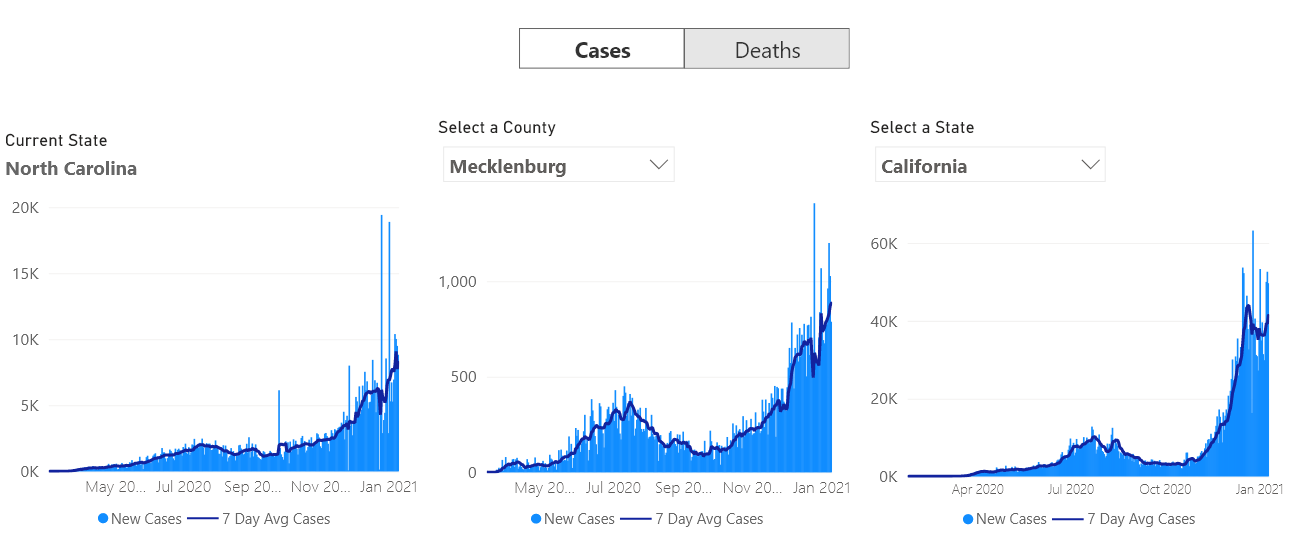 Cases Deaths
Current State
North Carolina
Select a County
Mecklenburg
Select a State
California
20K
15K
10K
5K
0K
May 20... Jul 2020 Sep 20... Nov 20... Jan 2021
New Cases 7 Day Avg Cases
1,000
500
0
May 20... Jul 2020 Sep 20... Nov 20... Jan 2021
New Cases 7 Day Avg Cases
60K
40K
20K
0K
Apr 2020 Jul 2020 Oct 2020 Jan 2021
New Cases 7 Day Avg Cases